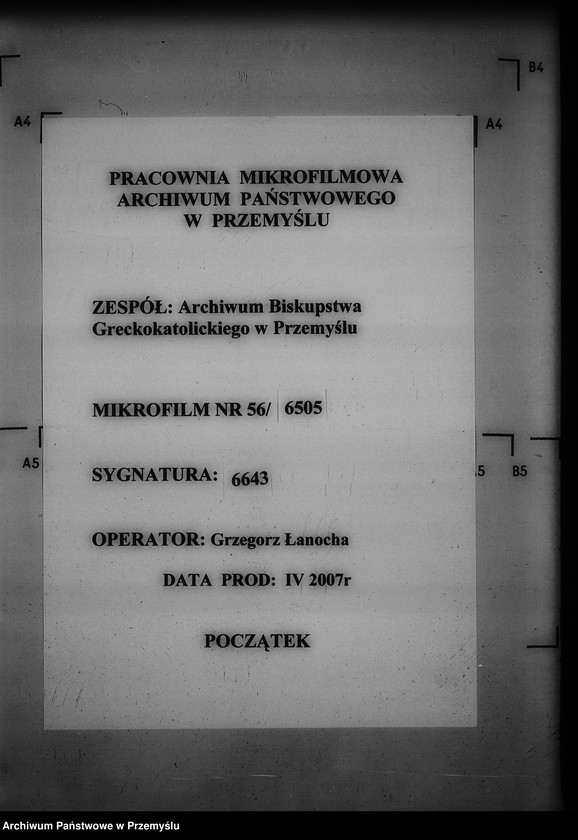 B4
A4
A4
PRACOWNIA MIKROFILMOWA
ARCHIWUM PAŃSTWOWEGO
W PRZEMYŚLU
ZESPÓŁ: Archiwum Biskupstwa
Greckokatolickiego w Przemyślu
MIKROFILM NR 56/ 6505
A5
5
B5
SYGNATURA: 6643
OPERATOR: Grzegorz Łanocha
DATA PROD: IV 2007r
POCZĄTEK
Archiwum Państwowe w Przemyślu